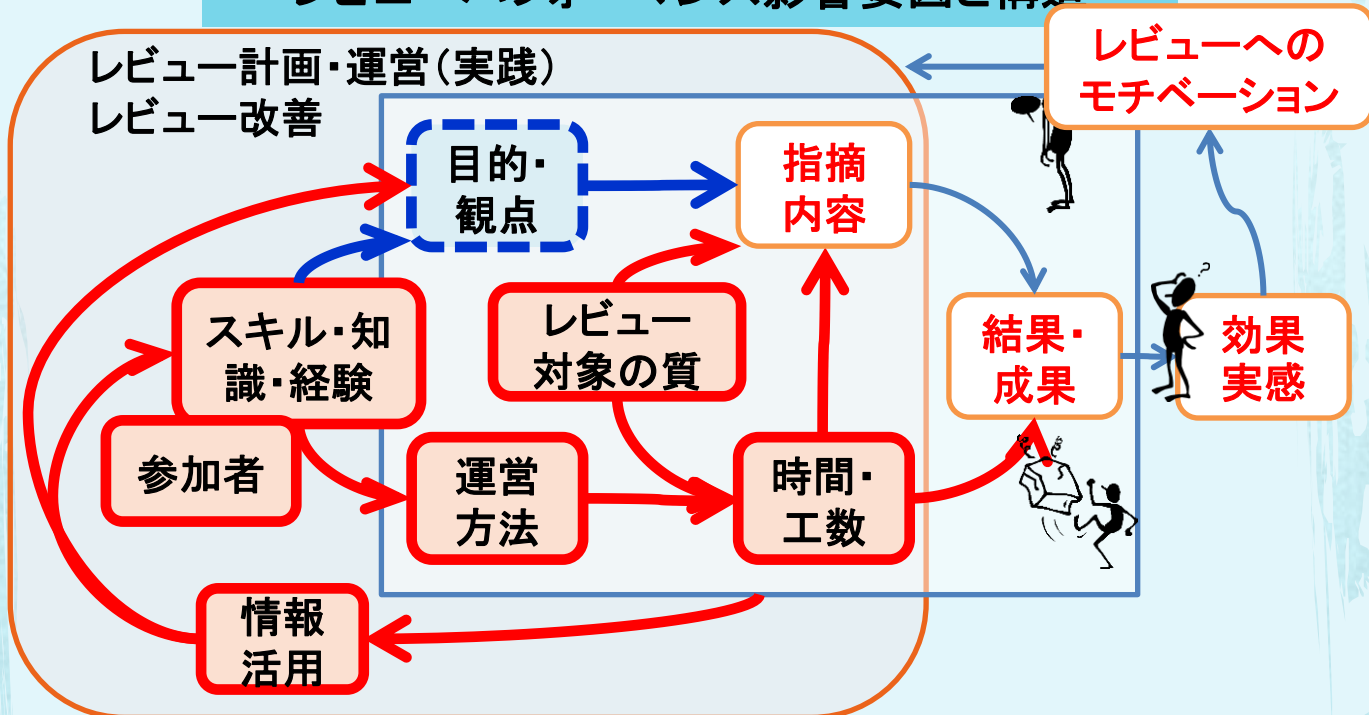 レビュー計画・運営（実践）
レビュー改善
レビューへの
モチベーション
目的・
観点
指摘
内容
スキル・知
識・経験
レビュー
対象の質
結果・
成果
効果
実感
参加者
運営
方法
時間・
工数
情報
活用
?